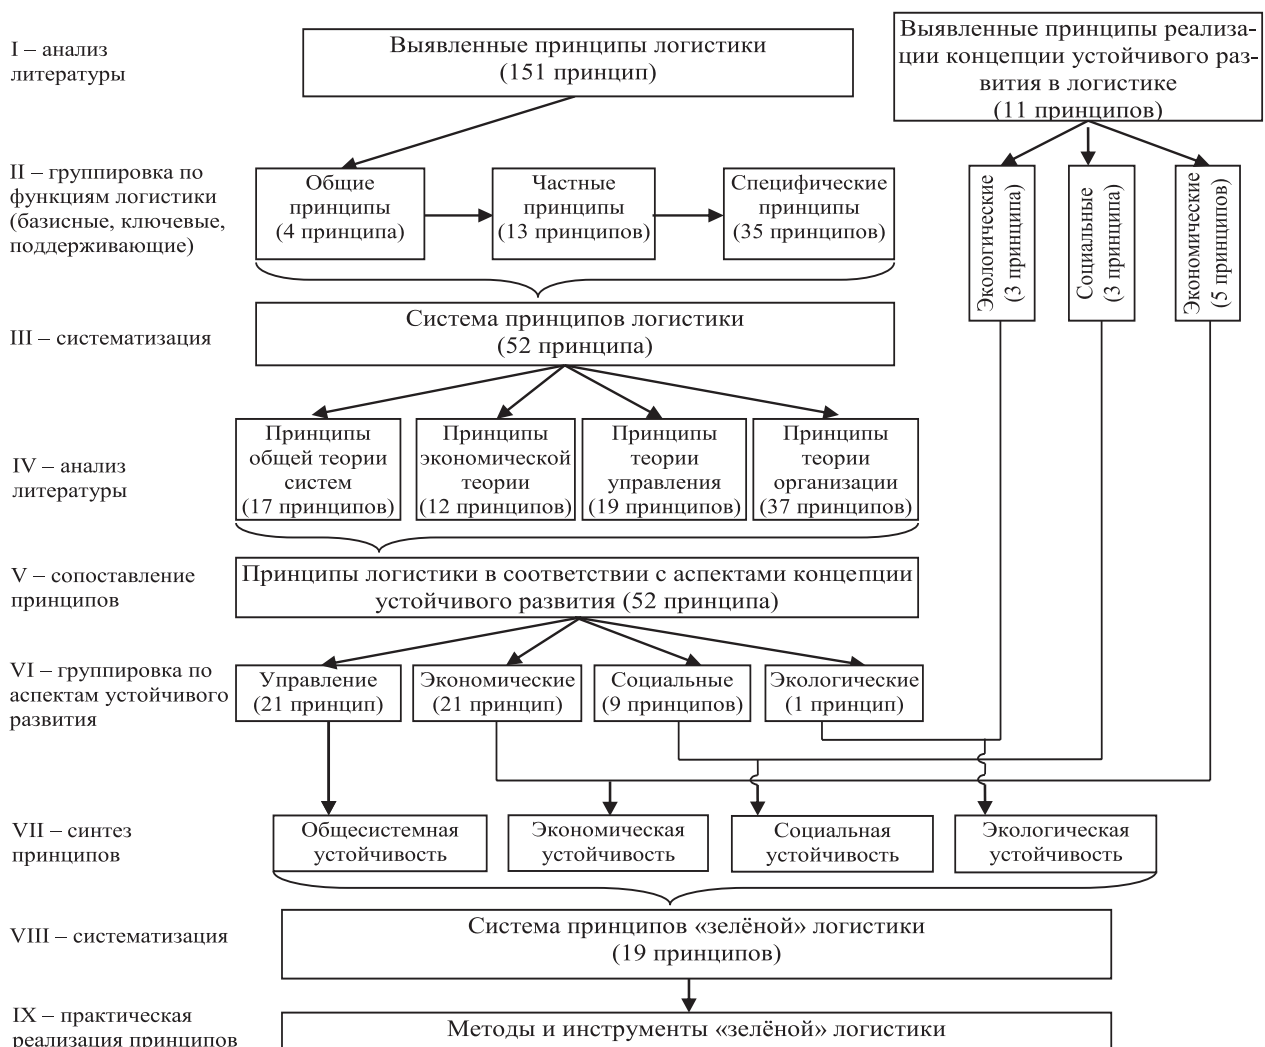 I – анализ
литературы
Выявленные принципы логистики
(151 принцип)
Выявленные принципы реализа-
ции концепции устойчивого раз-
вития в логистике
(11 принципов)
II – группировка по
функциям логистики
(базисные, ключевые,
поддерживающие)
Общие
принципы
(4 принципа)
Частные
принципы
(13 принципов)
Специфические
принципы
(35 принципов)
Экологические
(3 принципа)
Социальные
(3 принципа)
Экономические
(5 принципов)
III – систематизация
Система принципов логистики
(52 принципа)
IV – анализ
литературы
Принципы
общей теории
систем
(17 принципов)
Принципы
экономической
теории
(12 принципов)
Принципы
теории
управления
(19 принципов)
Принципы
теории
организации
(37 принципов)
V – сопоставление
принципов
Принципы логистики в соответствии с аспектами концепции
устойчивого развития (52 принципа)
VI – группировка по
аспектам устойчивого
развития
Управление
(21 принцип)
Экономические
(21 принцип)
Социальные
(9 принципов)
Экологические
(1 принцип)
VII – синтез
принципов
Общесистемная
устойчивость
Экономическая
устойчивость
Социальная
устойчивость
Экологическая
устойчивость
VIII – систематизация
Система принципов «зелёной» логистики
(19 принципов)
IX – практическая
реализация принципов
Методы и инструменты «зелёной» логистики